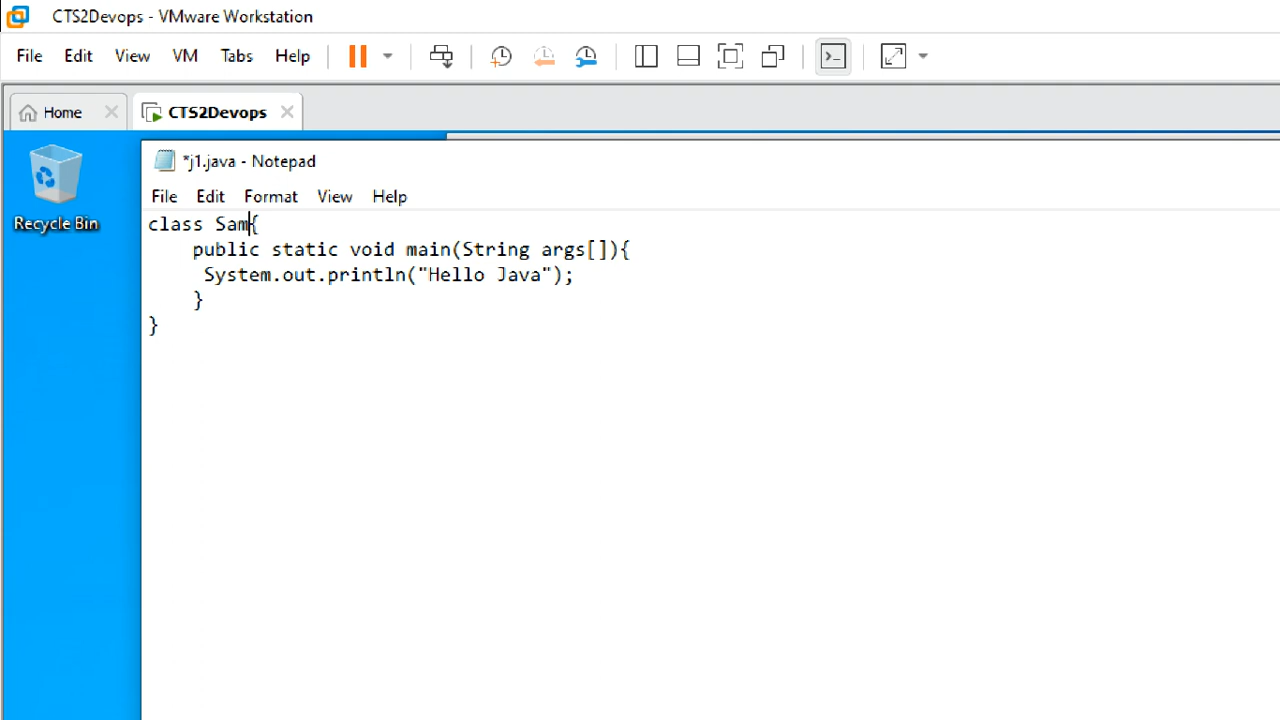 CTS2Devops - VMware Workstation
File Edit View VM Tabs Help
Home CTS2Devops
*j1.java - Notepad
File Edit Format View Help
Recycle Bin
class Sam{
    public static void main(String args[]){
     System.out.println("Hello Java");
    }
}